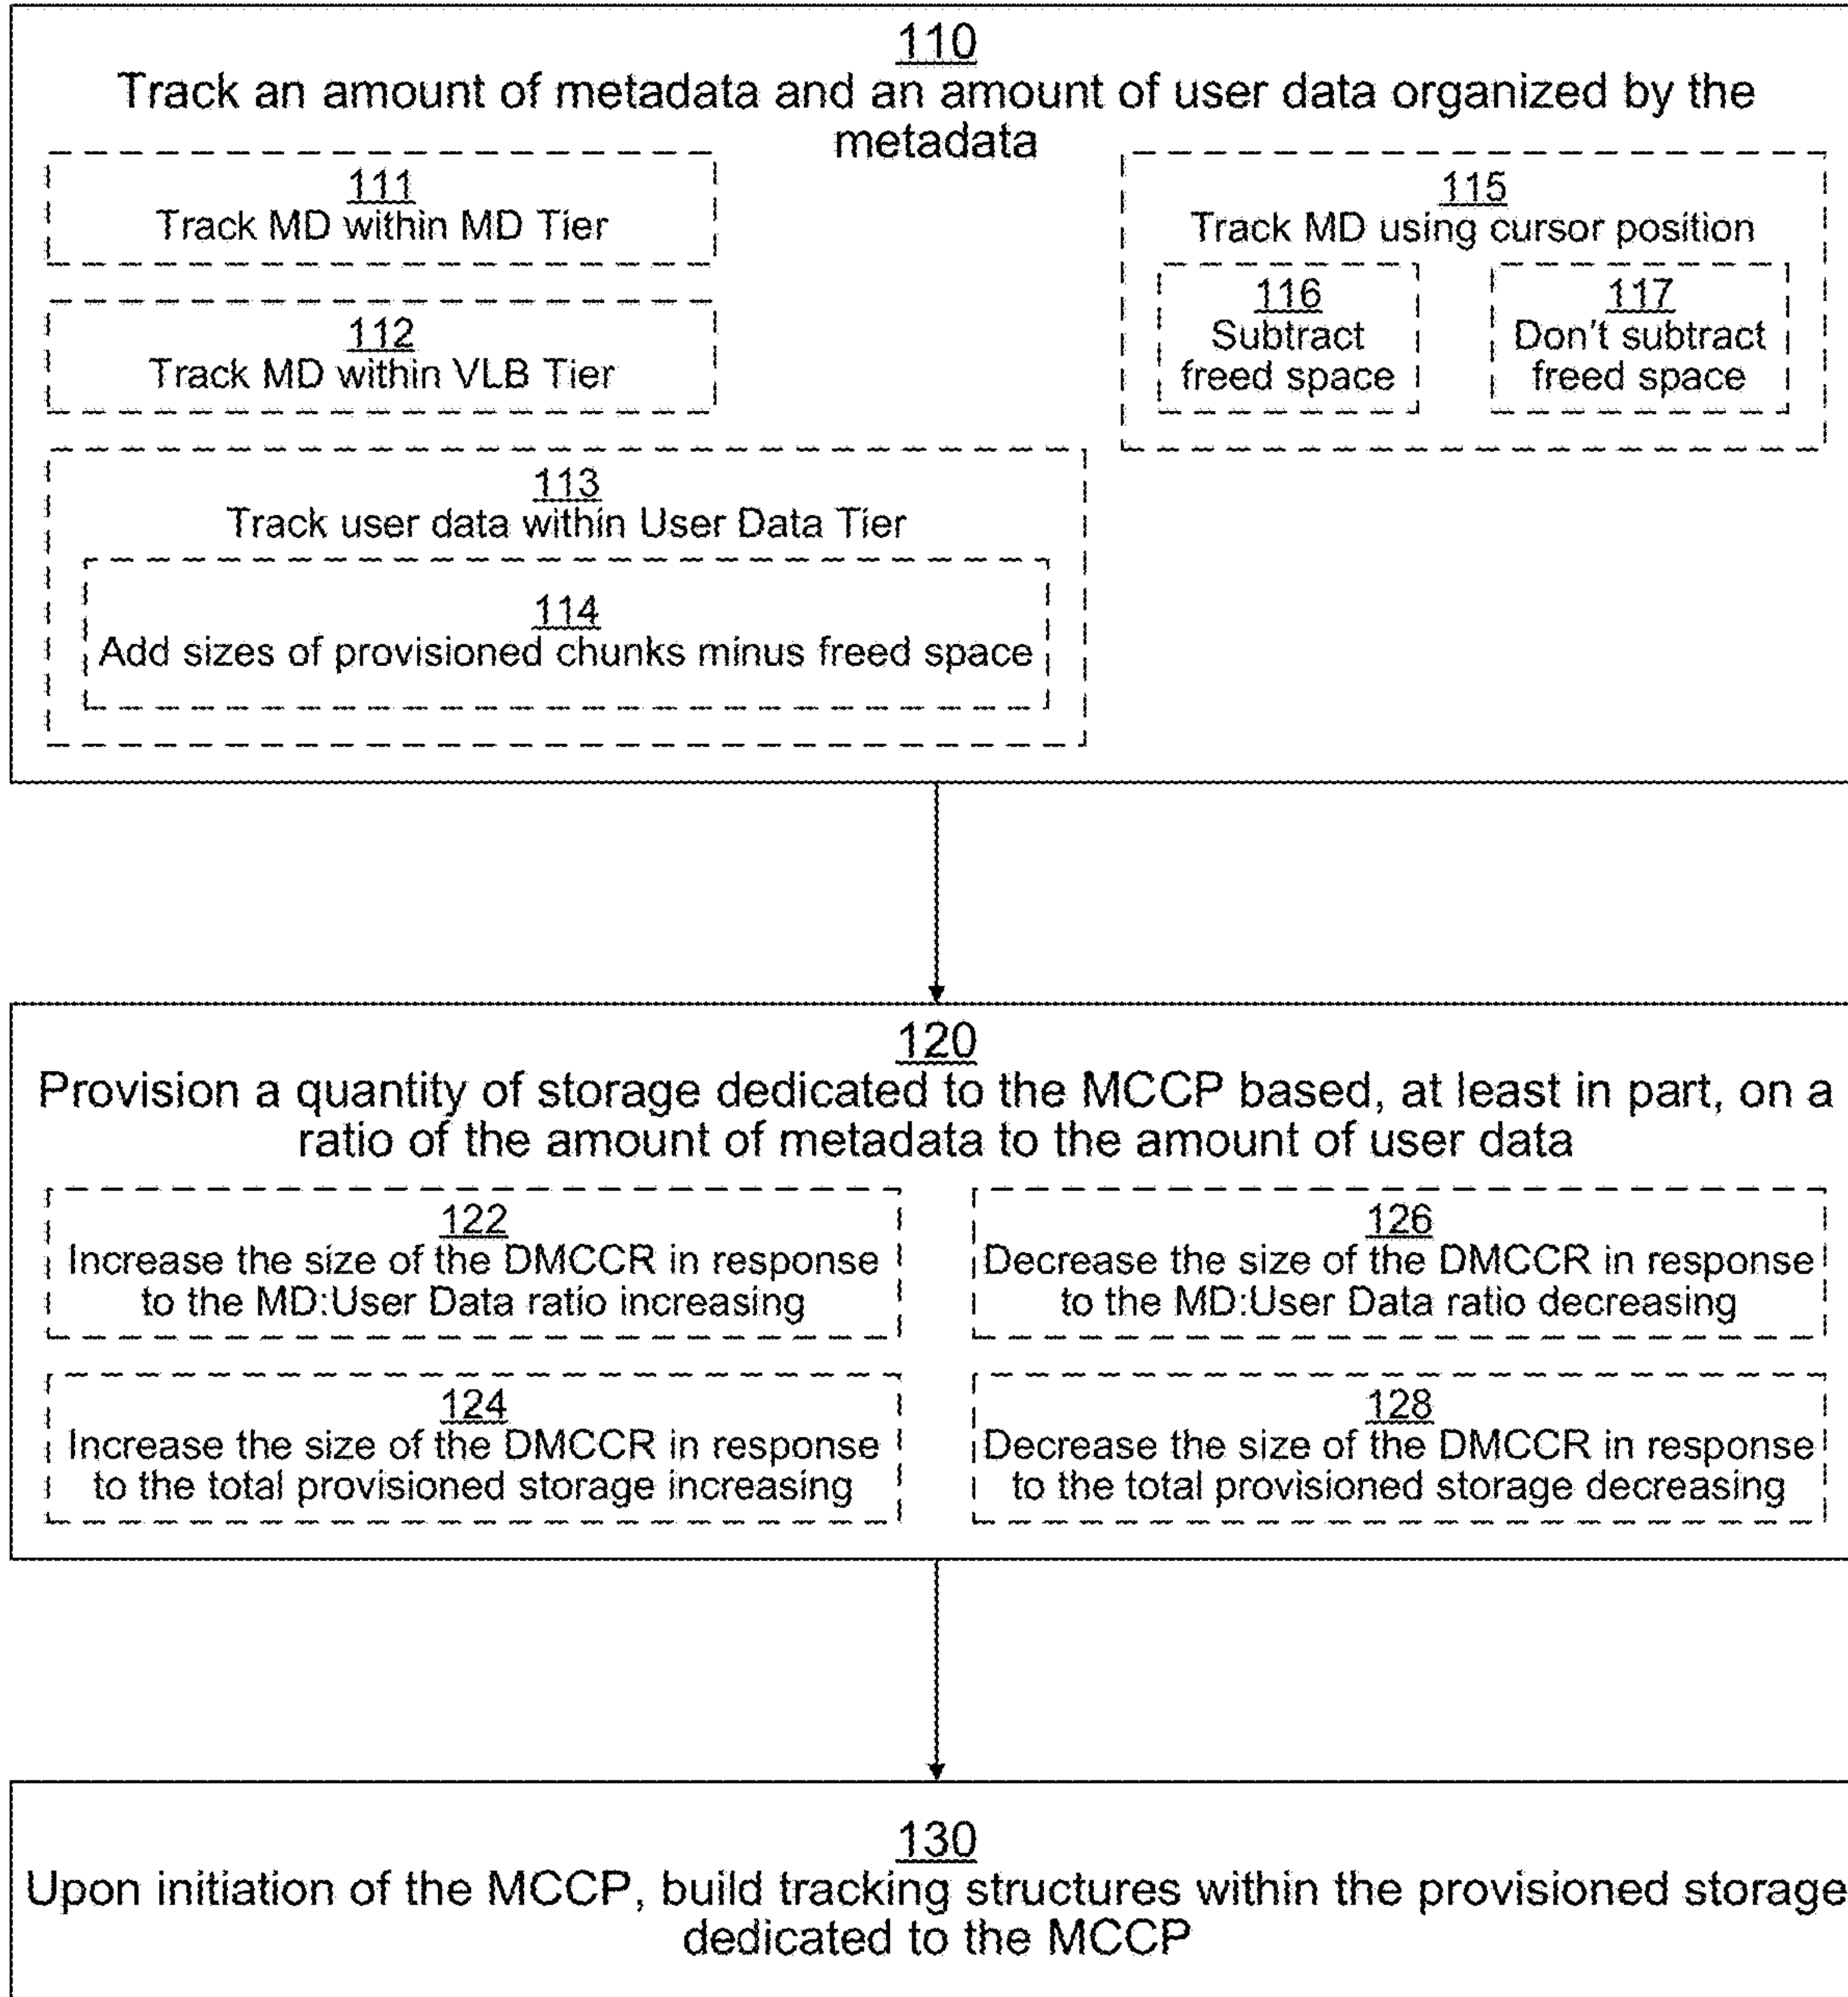 110
Track an amount of metadata and an amount of user data organized by the
metadata
111
Track MD within MD Tier
112
Track MD within VLB Tier
115
Track MD using cursor position
116
Subtract
freed space
117
Don't subtract
freed space
113
Track user data within User Data Tier
114
Add sizes of provisioned chunks minus freed space
120
Provision a quantity of storage dedicated to the MCCP based, at least in part, on a
ratio of the amount of metadata to the amount of user data
122
Increase the size of the DMCCR in response
to the MD:User Data ratio increasing
126
Decrease the size of the DMCCR in response
to the MD:User Data ratio decreasing
124
Increase the size of the DMCCR in response
to the total provisioned storage increasing
128
Decrease the size of the DMCCR in response
to the total provisioned storage decreasing
130
Upon initiation of the MCCP, build tracking structures within the provisioned storage
dedicated to the MCCP